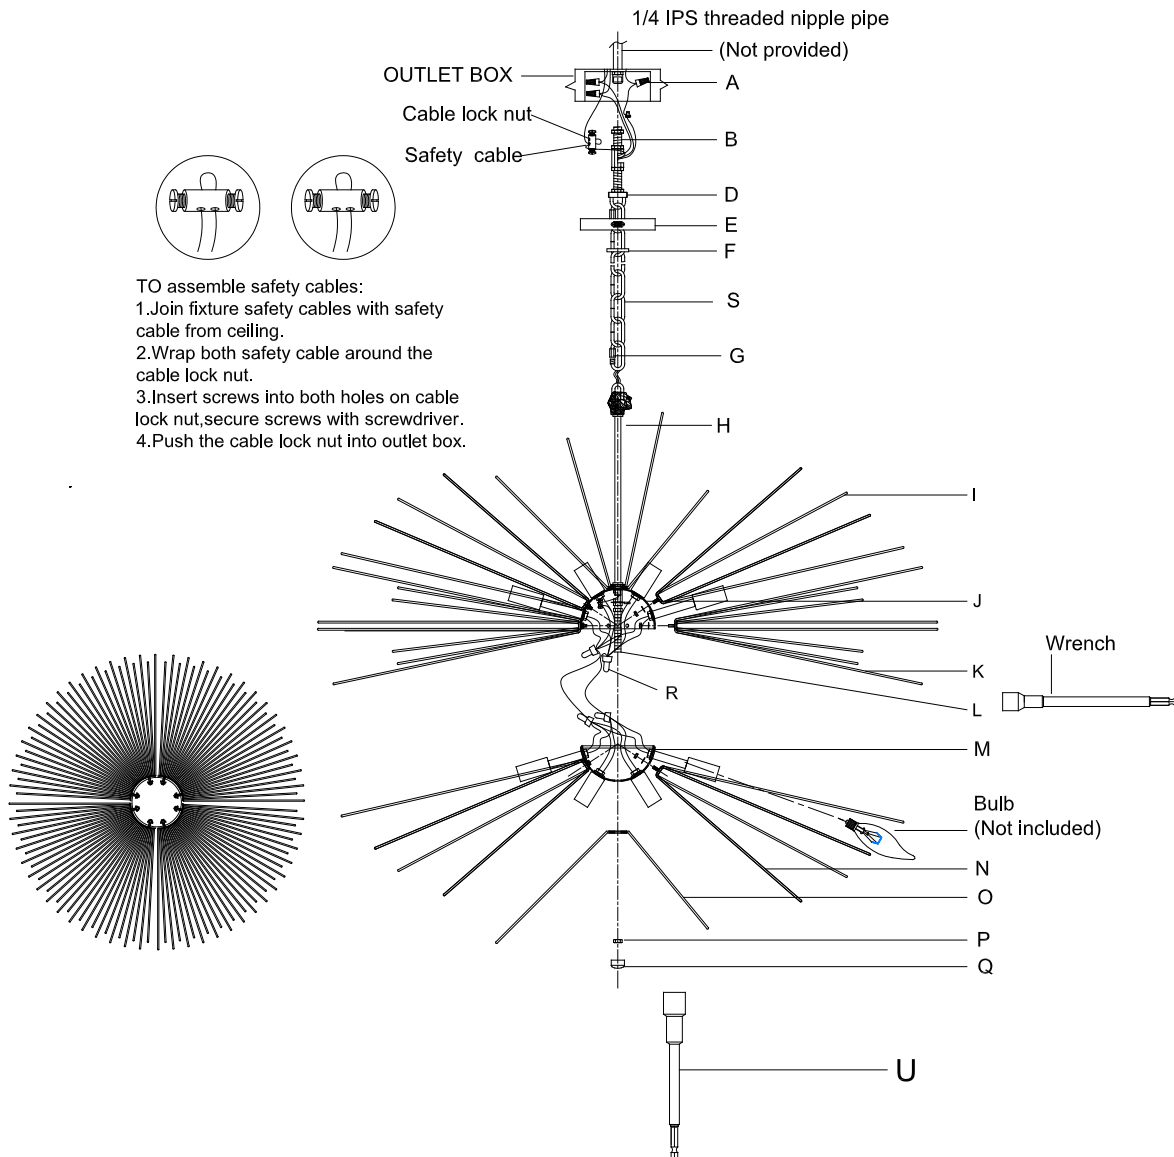 1/4 IPS threaded nipple pipe
(Not provided)
OUTLET BOX
A
Cable lock nut
B
Safety cable
D
E
F
TO assemble safety cables:
1.Join fixture safety cables with safety
cable from ceiling.
2.Wrap both safety cable around the
cable lock nut.
3.Insert screws into both holes on cable
lock nut,secure screws with screwdriver.
4.Push the cable lock nut into outlet box.
S
G
H
I
J
K
Wrench
R
L
M
Bulb
(Not included)
N
O
P
Q
U